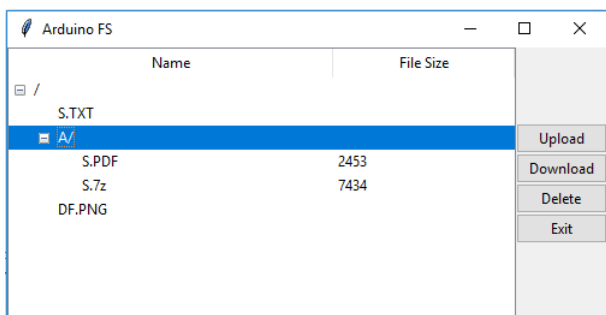 Arduino FS
Name File Size
/
S.TXT
A/
S.PDF 2453
S.7z 7434
DF.PNG
Upload
Download
Delete
Exit